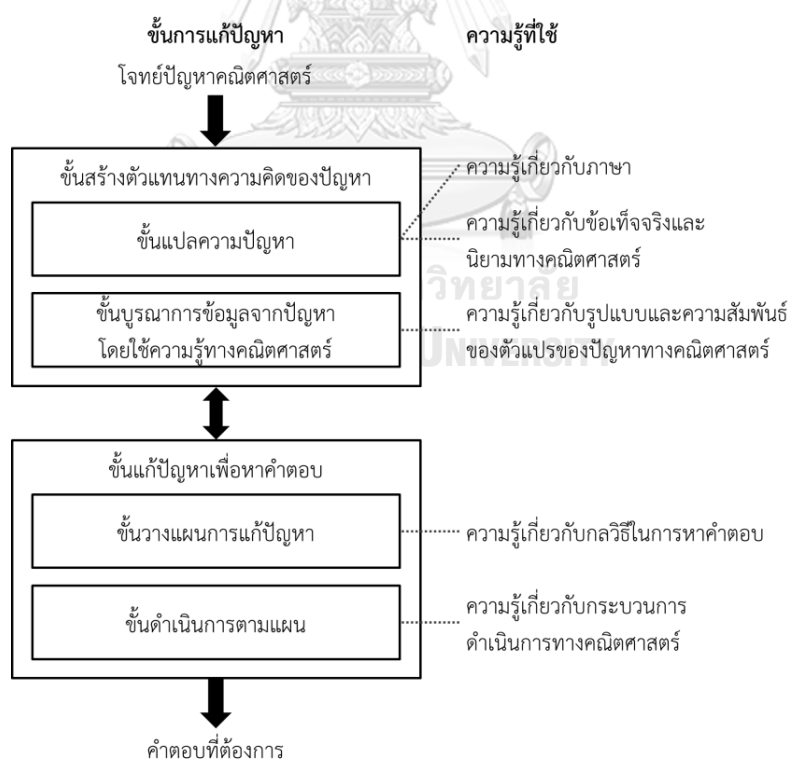 ขั้นการแก้ปัญหา
ความรู้ที่ใช้
โจทย์ปัญหาคณิตศาสตร์
ขั้นสร้างตัวแทนทางความคิดของปัญหา
ความรู้เกี่ยวกับภาษา
ขั้นแปลความปัญหา
ความรู้เกี่ยวกับข้อเท็จจริงและ
นิยามทางคณิตศาสตร์
ขั้นบูรณาการข้อมูลจากปัญหา
โดยใช้ความรู้ทางคณิตศาสตร์
ความรู้เกี่ยวกับรูปแบบและความสัมพันธ์
ของตัวแปรของปัญหาทางคณิตศาสตร์
วิทยาลัย
UNIVERSITY
ขั้นแก้ปัญหาเพื่อหาคำตอบ
ขั้นวางแผนการแก้ปัญหา
ความรู้เกี่ยวกับกลวิธีในการหาคำตอบ
ขั้นดำเนินการตามแผน
ความรู้เกี่ยวกับกระบวนการ
ดำเนินการทางคณิตศาสตร์
คำตอบที่ต้องการ